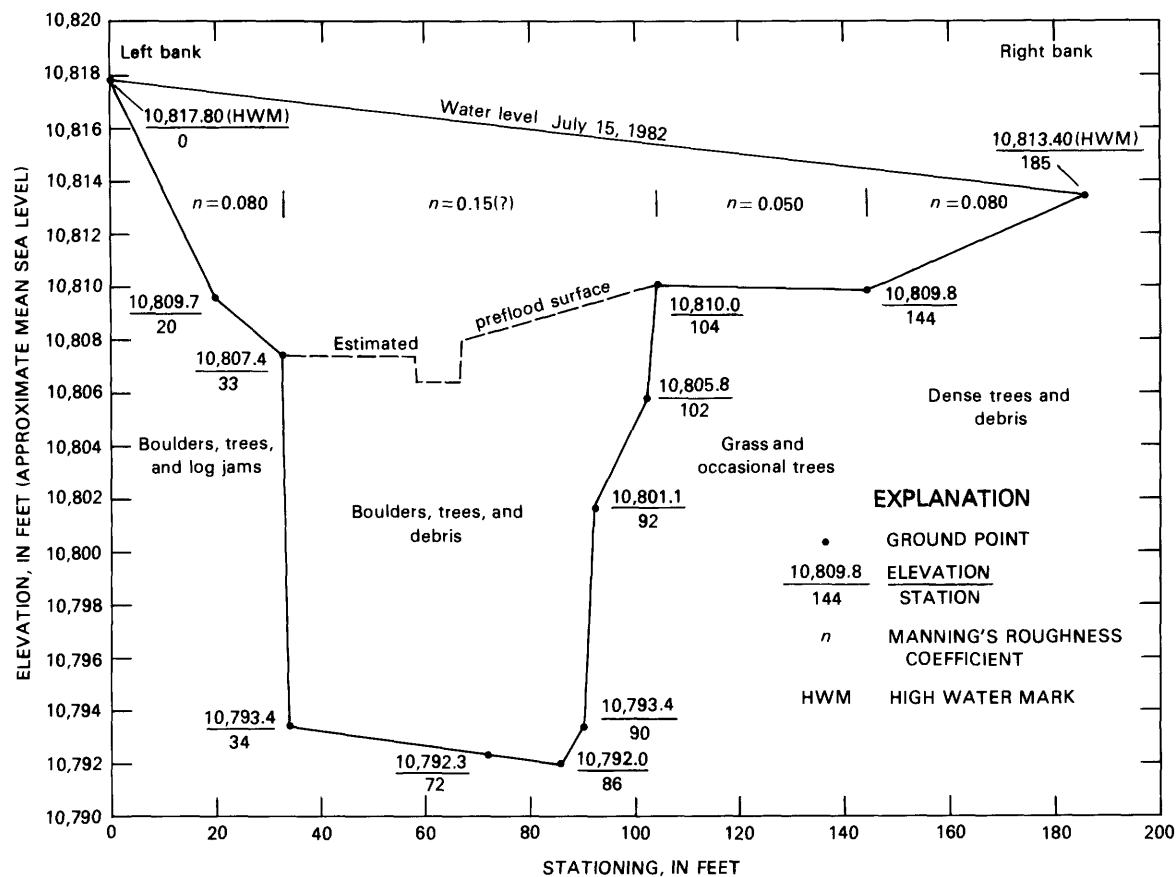 10,820
10,818
10,816
10,814
10,812
10,810
10,808
10,806
10,804
10,802
10,800
10,798
10,796
10,794
10,792
10,790
ELEVATION, IN FEET (APPROXIMATE MEAN SEA LEVEL)
Left bank
Right bank
10,817.80 (HWM)
0
Water level July 15, 1982
10,813.40 (HWM)
185
n=0.080
n=0.15(?)
n=0.050
n=0.080
10,809.7
20
preflood surface
10,810.0
104
10,809.8
144
Estimated
10,807.4
33
10,805.8
102
Dense trees and
debris
Boulders, trees,
and log jams
Grass and
occasional trees
10,801.1
92
Boulders, trees, and
debris
EXPLANATION
GROUND POINT
10,809.8
144
ELEVATION
STATION
n
MANNING'S ROUGHNESS
COEFFICIENT
HWM
HIGH WATER MARK
10,793.4
34
10,793.4
90
10,792.3
72
10,792.0
86
0
20
40
60
80
100
120
140
160
180
200
STATIONING, IN FEET